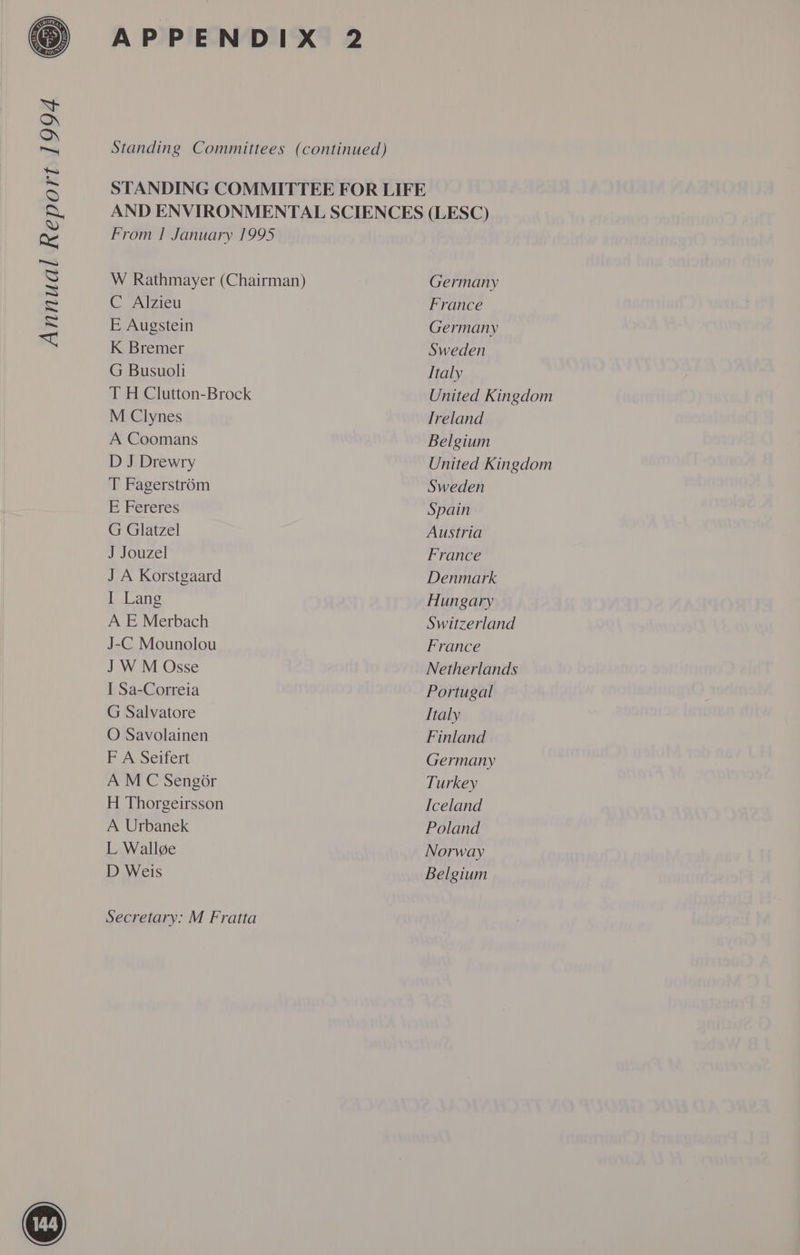 APPENDIX 2
Annual Report 1994
Standing Committees (continued)
STANDING COMMITTEE FOR LIFE
AND ENVIRONMENTAL SCIENCES (LESC)
From 1 January 1995
W Rathmayer (Chairman) Germany
C Alzieu France
E Augstein Germany
K Bremer Sweden
G Busuoli Italy
T H Clutton-Brock United Kingdom
M Clynes Ireland
A Coomans Belgium
D J Drewry United Kingdom
T Fagerström Sweden
E Fereres Spain
G Glatzel Austria
J Jouzel France
J A Korstgaard Denmark
I Lang Hungary
A E Merbach Switzerland
J-C Mounolou France
J W M Osse Netherlands
I Sa-Correia Portugal
G Salvatore Italy
O Savolainen Finland
F A Seifert Germany
A M C Sengör Turkey
H Thorgeirsson Iceland
A Urbanek Poland
L Walløe Norway
D Weis Belgium
Secretary: M Fratta
144